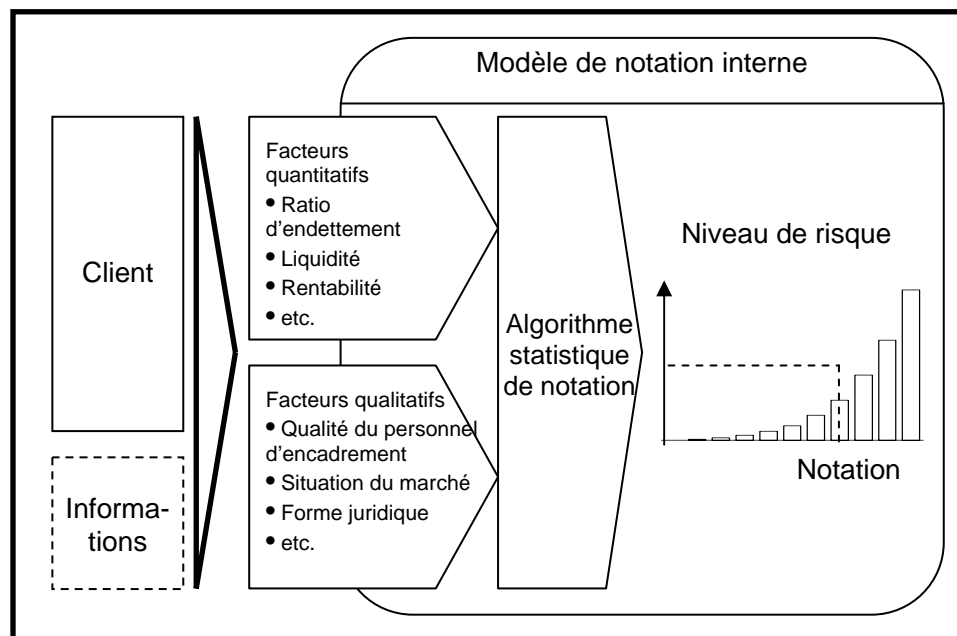 Modèle de notation interne
Client
Informa-
tions
Facteurs
quantitatifs
• Ratio
d'endettement
• Liquidité
• Rentabilité
• etc.
Facteurs qualitatifs
• Qualité du personnel
d'encadrement
• Situation du marché
• Forme juridique
• etc.
Algorithme
statistique
de notation
Niveau de risque
Notation